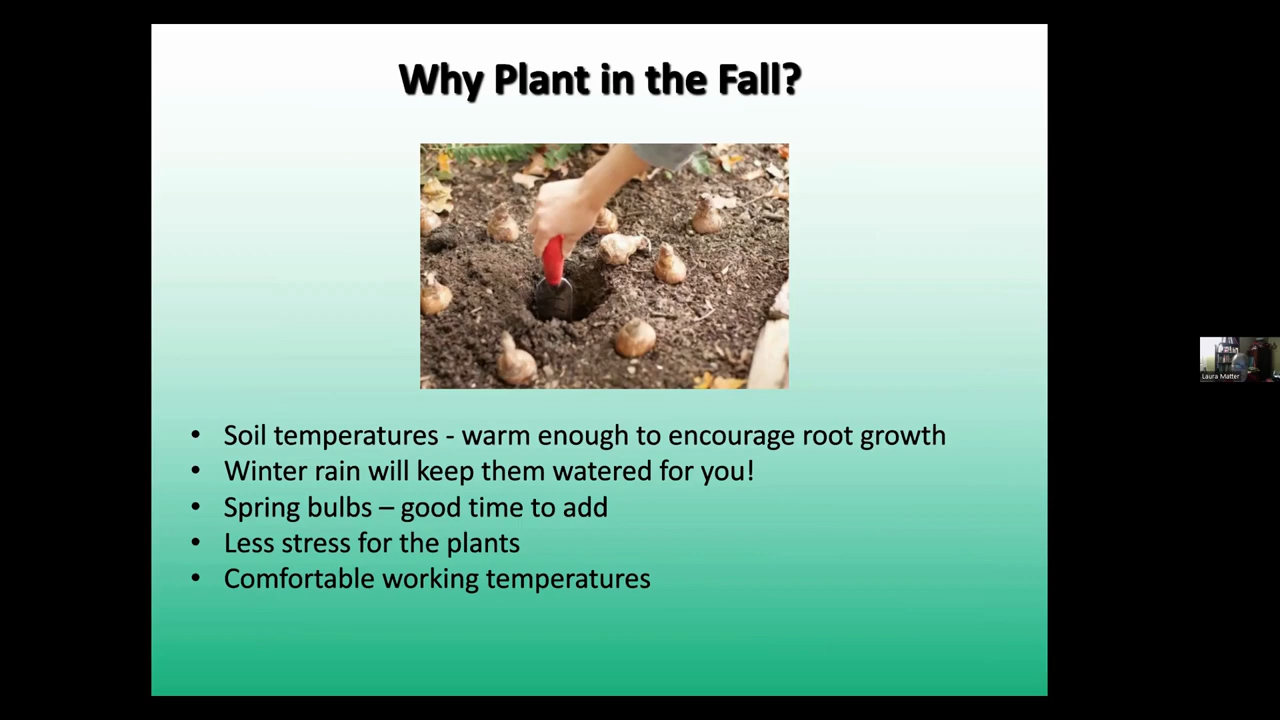 Why Plant in the Fall?
• Soil temperatures - warm enough to encourage root growth
• Winter rain will keep them watered for you!
• Spring bulbs – good time to add
• Less stress for the plants
• Comfortable working temperatures
Laura Matter